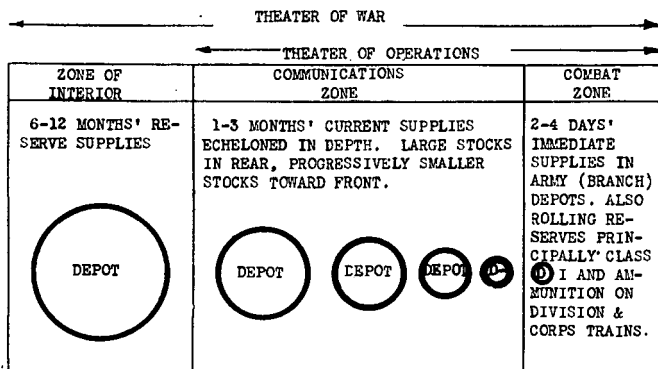 THEATER OF WAR
THEATER OF OPERATIONS
ZONE OF
INTERIOR
COMMUNICATIONS
ZONE
COMBAT
ZONE
6-12 MONTHS' RE-
SERVE SUPPLIES
1-3 MONTHS' CURRENT SUPPLIES
ECHELONED IN DEPTH. LARGE STOCKS
IN REAR, PROGRESSIVELY SMALLER
STOCKS TOWARD FRONT.
2-4 DAYS'
IMMEDIATE
SUPPLIES IN
ARMY (BRANCH)
DEPOTS. ALSO
ROLLING RE-
SERVES PRIN-
CIPALLY CLASS
I AND AM-
MUNITION ON
DIVISION &
CORPS TRAINS.
DEPOT
DEPOT
DEPOT
DEPOT
D
D